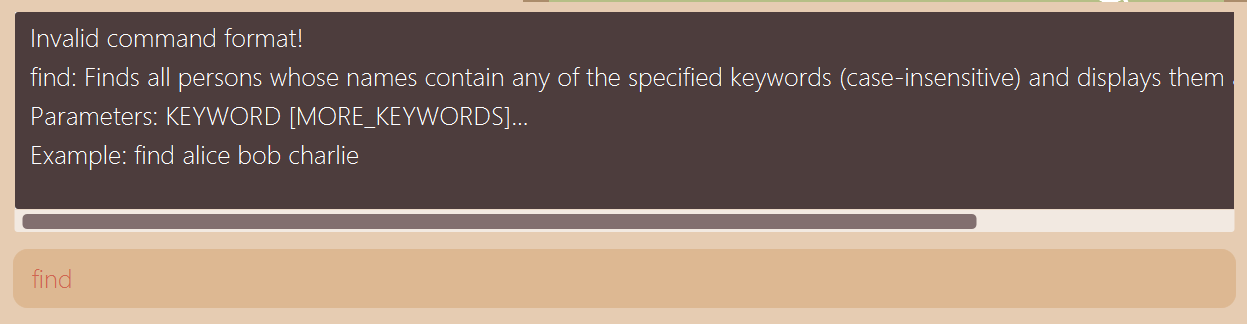 Invalid command format!
find: Finds all persons whose names contain any of the specified keywords (case-insensitive) and displays them
Parameters: KEYWORD [MORE_KEYWORDS]...
Example: find alice bob charlie
find